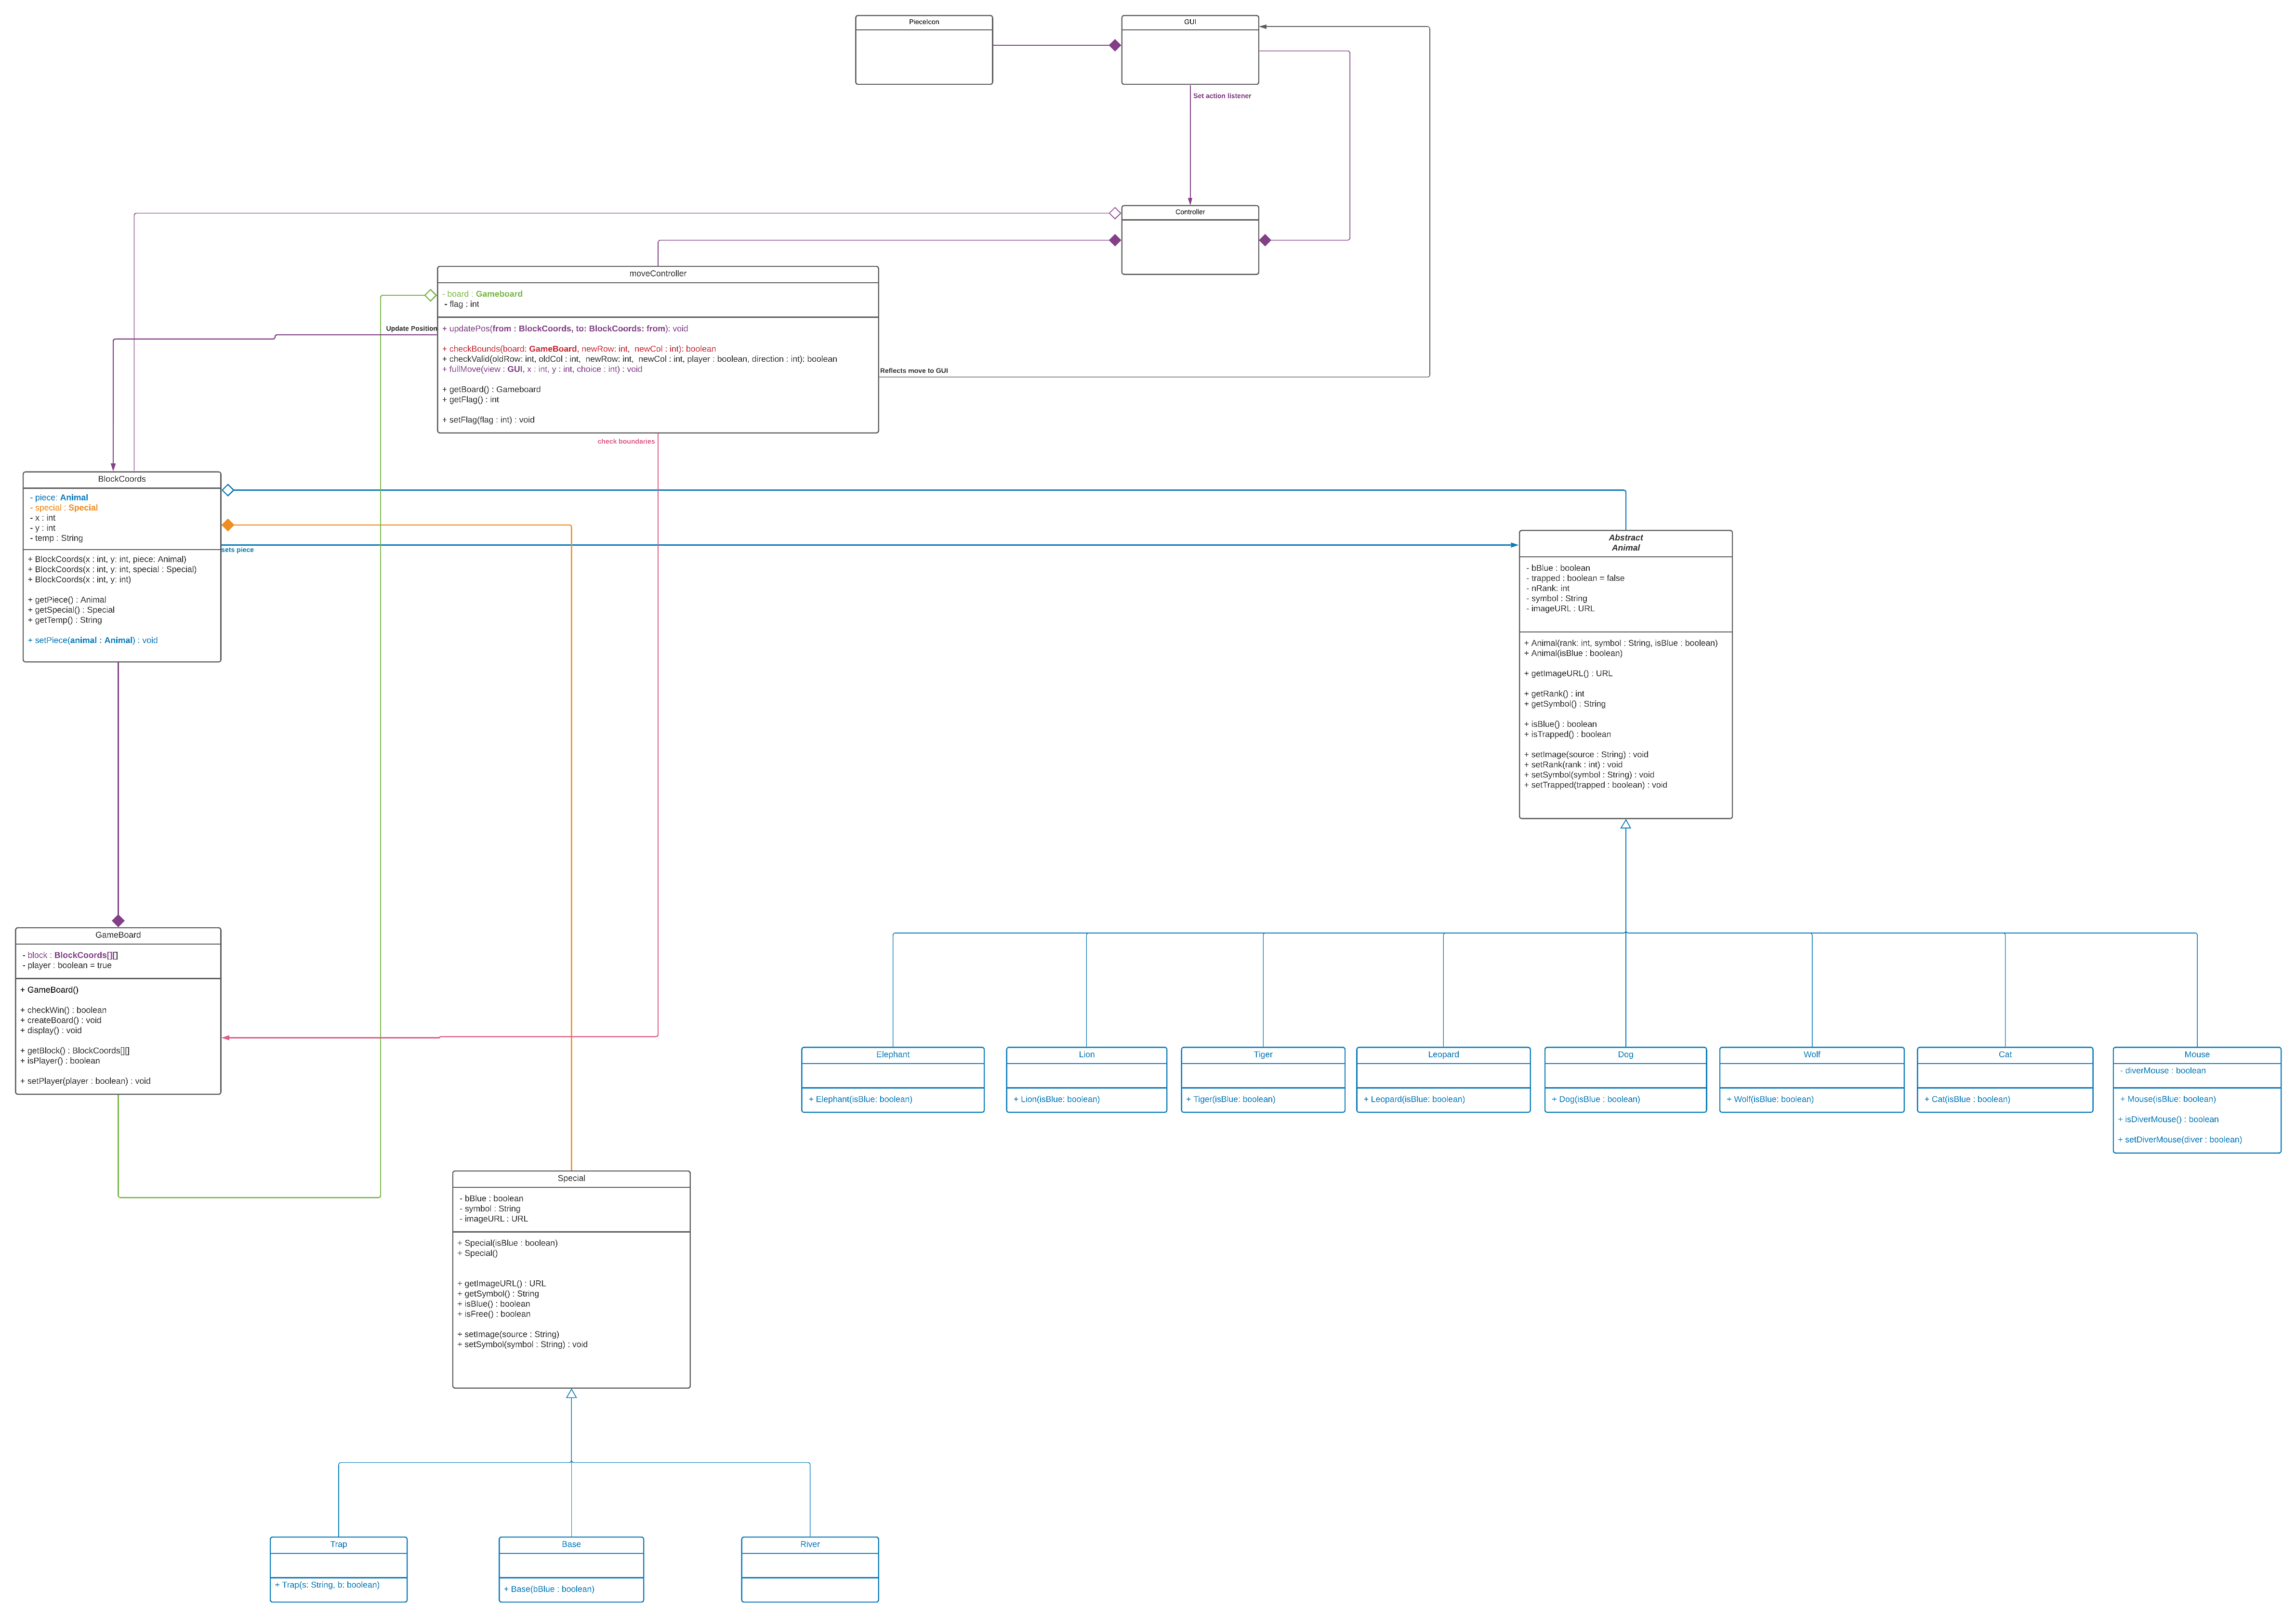 PieceIcon
GUI
Set action listener
Controller
moveController
- board : Gameboard
- flag : int
Update Position
+ updatePos(from : BlockCoords, to: BlockCoords: from): void
+ checkBounds(board: GameBoard, newRow: int,  newCol : int): boolean
+ checkValid(oldRow: int, oldCol : int,  newRow: int,  newCol : int, player : boolean, direction : int): boolean
+ fullMove(view : GUI, x : int, y : int, choice : int) : void
+ getBoard() : Gameboard
+ getFlag() : int
+ setFlag(flag : int) : void
Reflects move to GUI
check boundaries
BlockCoords
- piece: Animal
- special : Special
- x : int
- y : int
- temp : String
+ BlockCoords(x : int, y: int, piece: Animal)
+ BlockCoords(x : int, y: int, special : Special)
+ BlockCoords(x : int, y: int)
+ getPiece() : Animal
+ getSpecial() : Special
+ getTemp() : String
+ setPiece(animal : Animal) : void
sets piece
Abstract
Animal
- bBlue : boolean
- trapped : boolean = false
- nRank: int
- symbol : String
- imageURL : URL
+ Animal(rank: int, symbol : String, isBlue : boolean)
+ Animal(isBlue : boolean)
+ getImageURL() : URL
+ getRank() : int
+ getSymbol() : String
+ isBlue() : boolean
+ isTrapped() : boolean
+ setImage(source : String) : void
+ setRank(rank : int) : void
+ setSymbol(symbol : String) : void
+ setTrapped(trapped : boolean) : void
GameBoard
- block : BlockCoords[][]
- player : boolean = true
+ GameBoard()
+ checkWin() : boolean
+ createBoard() : void
+ display() : void
+ getBlock() : BlockCoords[][]
+ isPlayer() : boolean
+ setPlayer(player : boolean) : void
Elephant
+ Elephant(isBlue: boolean)
Lion
+ Lion(isBlue: boolean)
Tiger
+ Tiger(isBlue: boolean)
Leopard
+ Leopard(isBlue: boolean)
Dog
+ Dog(isBlue : boolean)
Wolf
+ Wolf(isBlue: boolean)
Cat
+ Cat(isBlue : boolean)
Mouse
- diverMouse : boolean
+ Mouse(isBlue: boolean)
+ isDiverMouse() : boolean
+ setDiverMouse(diver : boolean)
Special
- bBlue : boolean
- symbol : String
- imageURL : URL
+ Special(isBlue : boolean)
+ Special()
+ getImageURL() : URL
+ getSymbol() : String
+ isBlue() : boolean
+ isFree() : boolean
+ setImage(source : String)
+ setSymbol(symbol : String) : void
Trap
+ Trap(s: String, b: boolean)
Base
+ Base(bBlue : boolean)
River